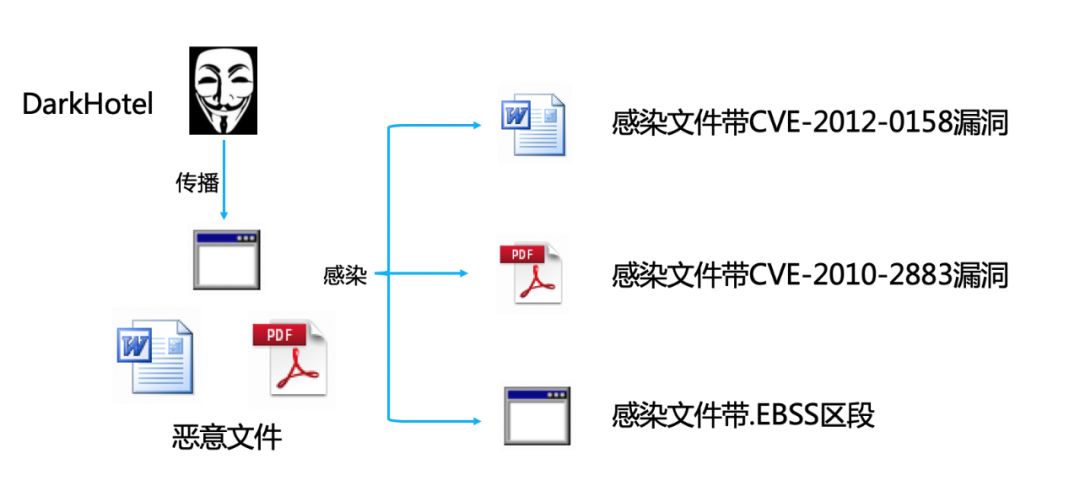 DarkHotel
传播
PDF
恶意文件
感染
感染文件带CVE-2012-0158漏洞
PDF
感染文件带CVE-2010-2883漏洞
感染文件带.EBSS区段